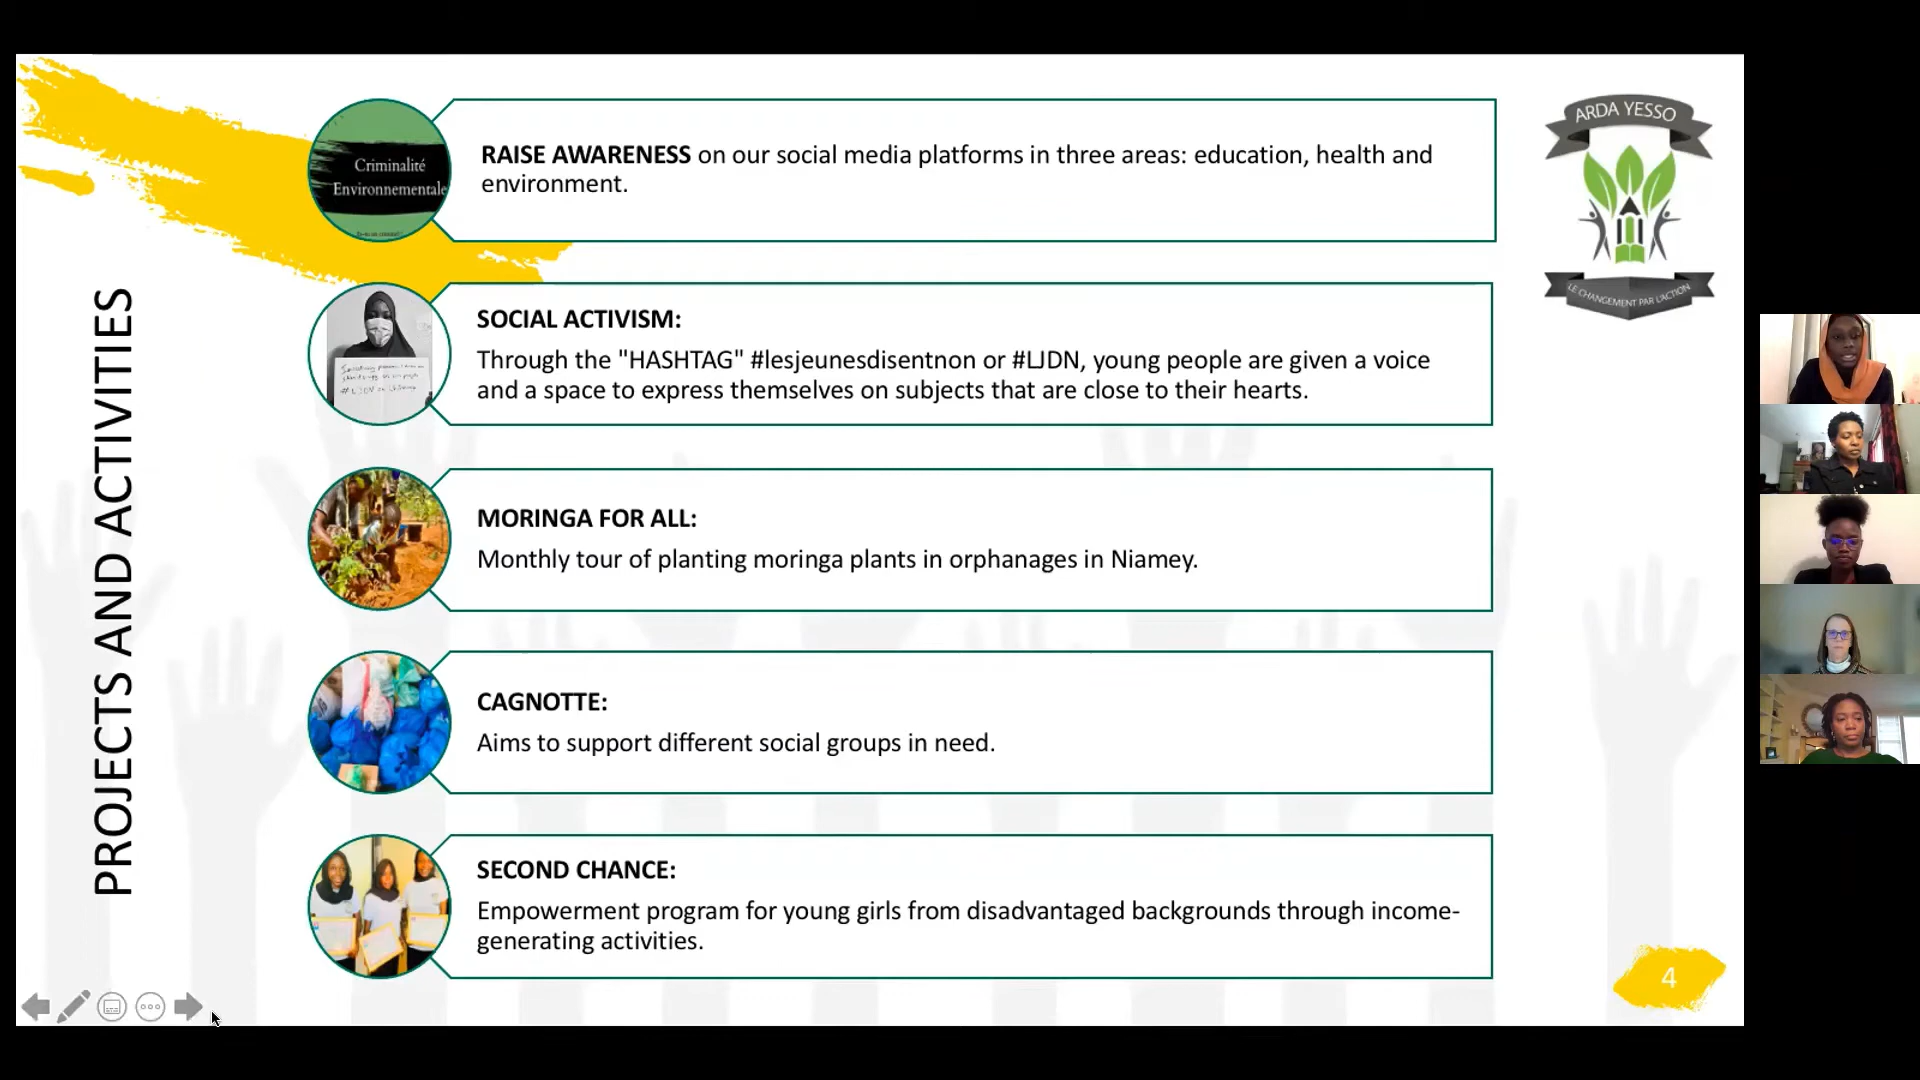 PROJECTS AND ACTIVITIES
Criminalité
Environnementale
RAISE AWARENESS on our social media platforms in three areas: education, health and
environment.
SOCIAL ACTIVISM:
Through the "HASHTAG" #lesjeunesdisentnon or #LJDN, young people are given a voice
and a space to express themselves on subjects that are close to their hearts.
MORINGA FOR ALL:
Monthly tour of planting moringa plants in orphanages in Niamey.
CAGNOTTE:
Aims to support different social groups in need.
SECOND CHANCE:
Empowerment program for young girls from disadvantaged backgrounds through income-
generating activities.
ARDA YESSO
LE CHANGEMENT PAR L'ACTION
4